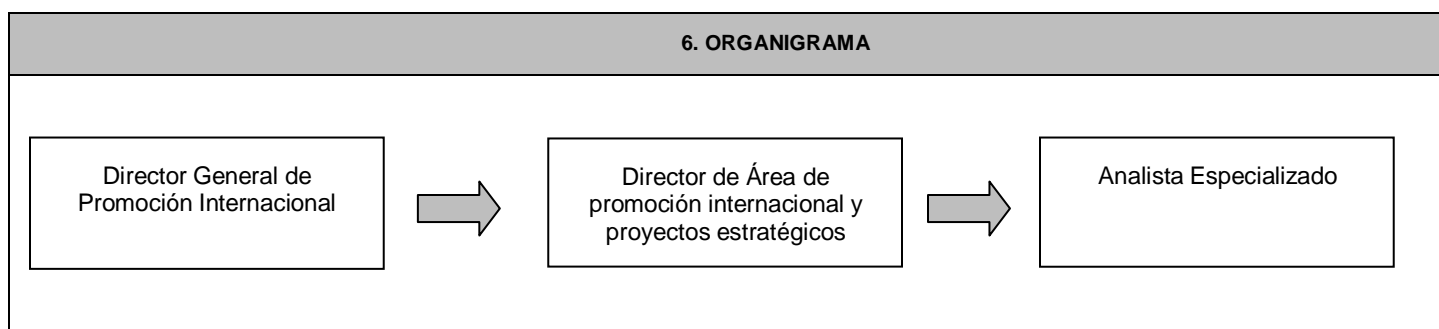 6. ORGANIGRAMA
Director General de
Promoción Internacional
Director de Área de
promoción internacional y
proyectos estratégicos
Analista Especializado